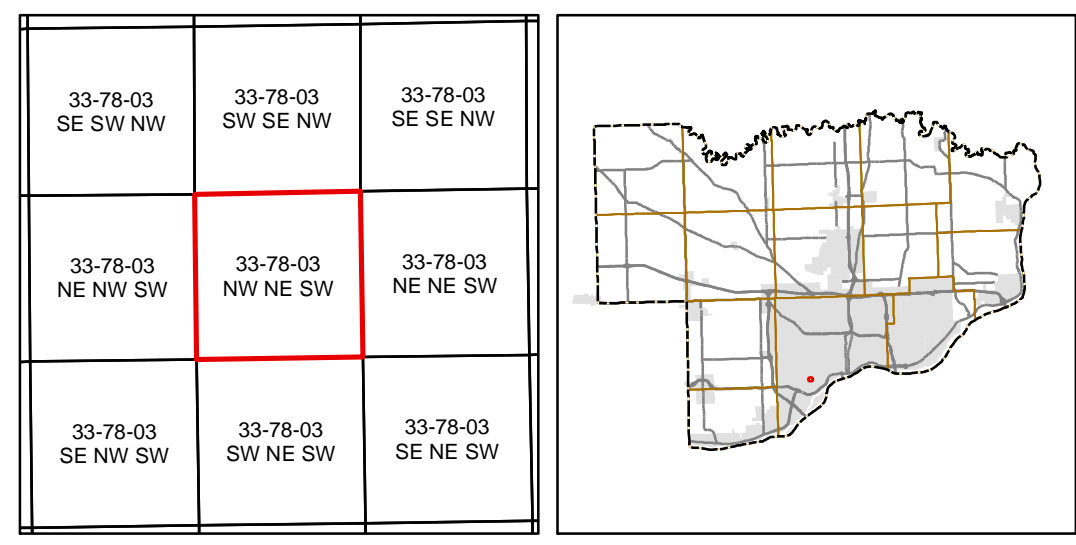 33-78-03
SE SW NW
33-78-03
SW SE NW
33-78-03
SE SE NW
33-78-03
NE NW SW
33-78-03
NW NE SW
33-78-03
NE NE SW
33-78-03
SE NW SW
33-78-03
SW NE SW
33-78-03
SE NE SW